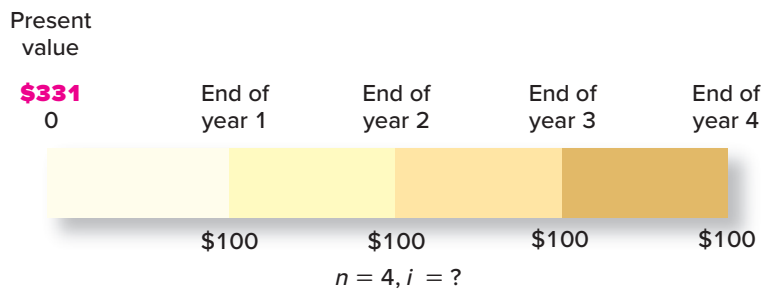 Present
value
$331
0
End of
year 1
End of
year 2
End of
year 3
End of
year 4
$100
$100
$100
$100
n = 4, i = ?